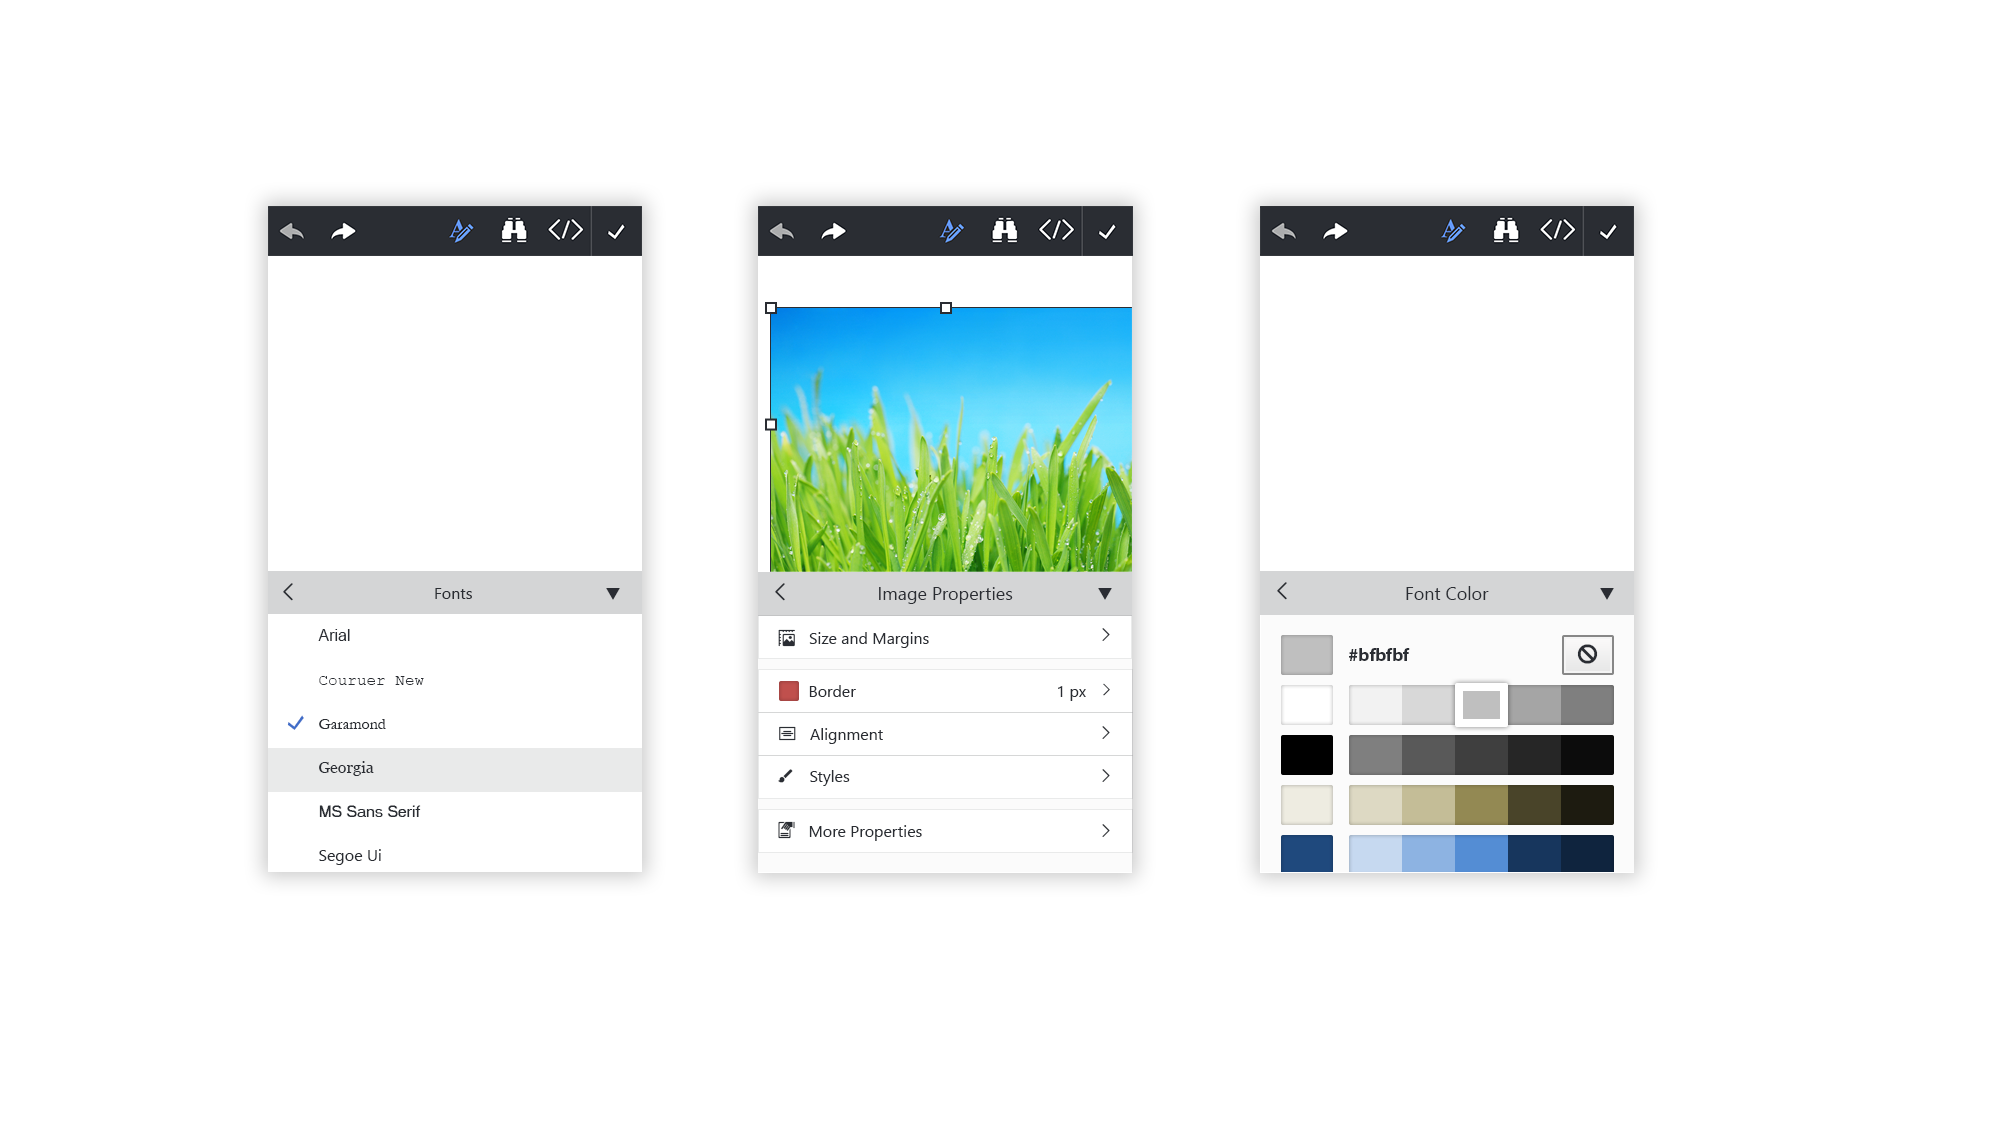 Fonts
Arial
Couruer New
Garamond
Georgia
MS Sans Serif
Segoe Ui
Image Properties
Size and Margins
Border 1 px
Alignment
Styles
More Properties
Font Color
#bfbfbf